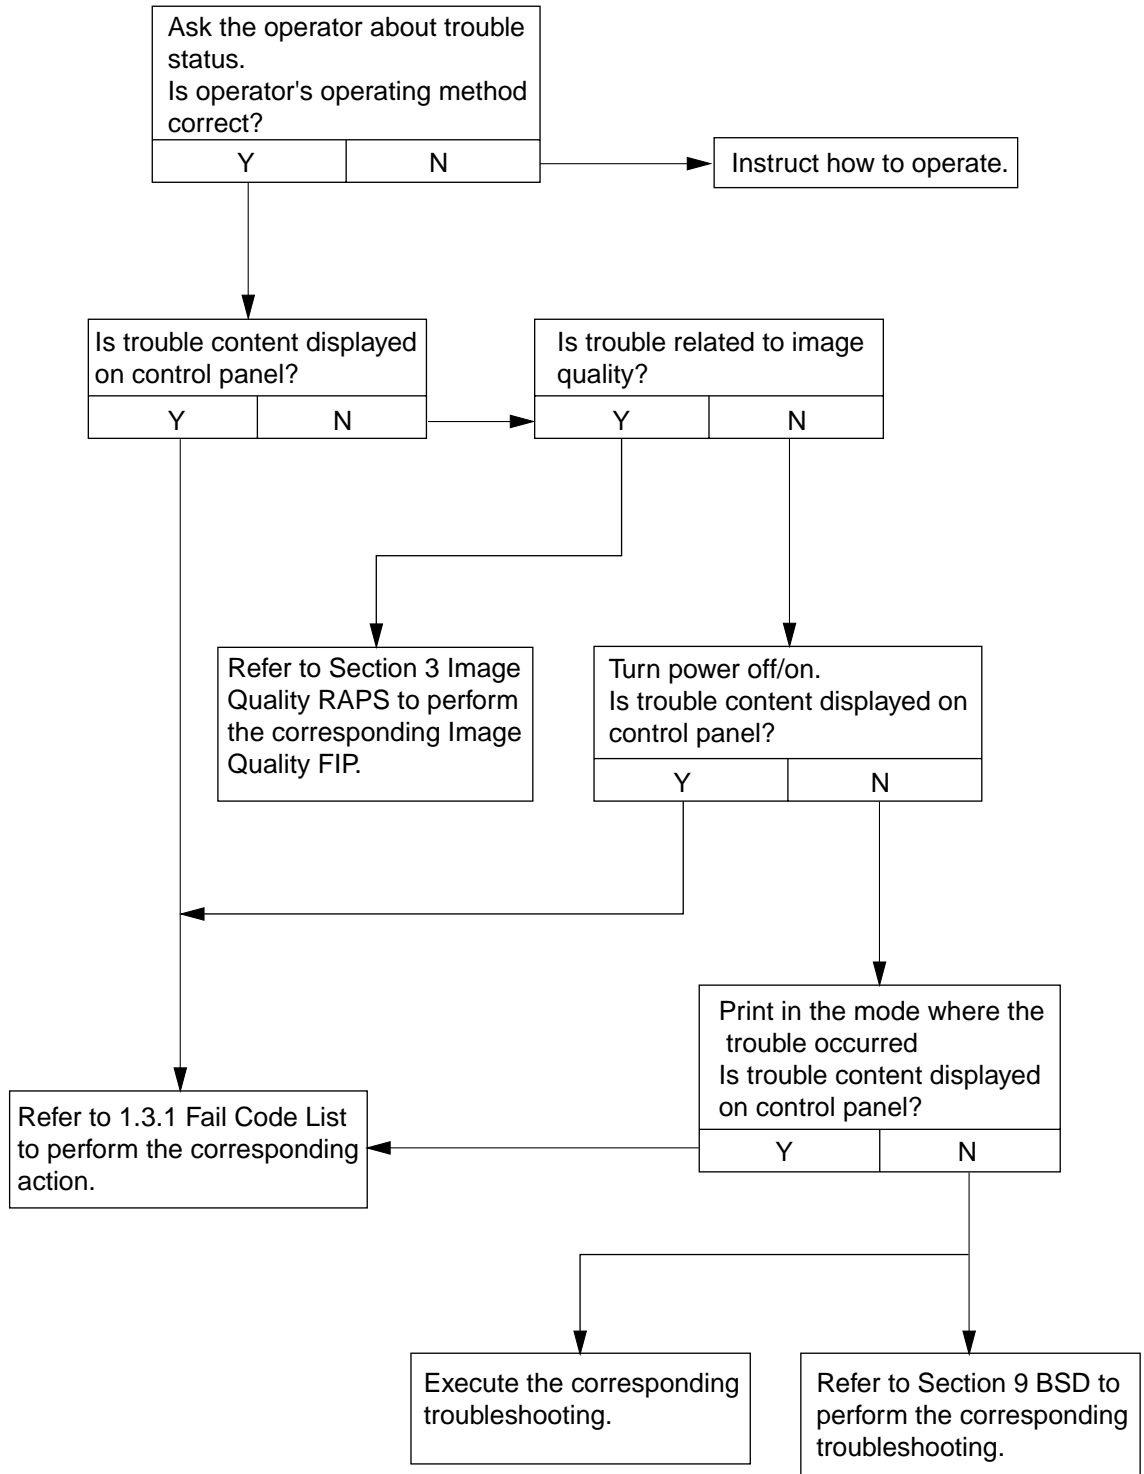 Ask the operator about trouble
status.
Is operator's operating method
correct?
Y
N
Instruct how to operate.
Is trouble content displayed
on control panel?
Y
N
Is trouble related to image
quality?
Y
N
Refer to Section 3 Image
Quality RAPS to perform
the corresponding Image
Quality FIP.
Turn power off/on.
Is trouble content displayed on
control panel?
Y
N
Print in the mode where the
trouble occurred
Is trouble content displayed
on control panel?
Y
N
Refer to 1.3.1 Fail Code List
to perform the corresponding
action.
Execute the corresponding
troubleshooting.
Refer to Section 9 BSD to
perform the corresponding
troubleshooting.